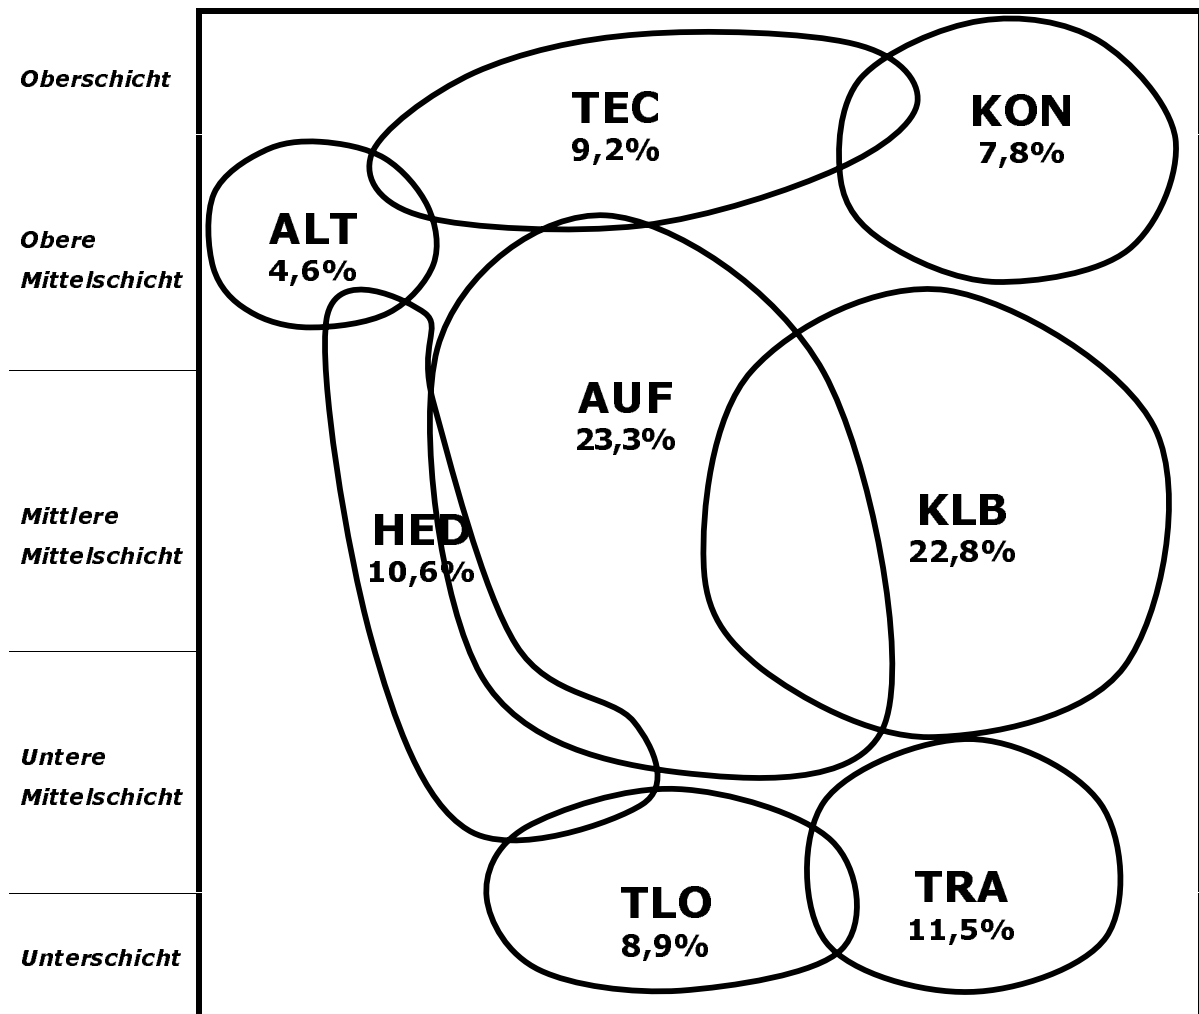 Oberschicht
Obere
Mittelschicht
Mittlere
Mittelschicht
Untere
Mittelschicht
Unterschicht
TEC
9,2%
KON
7,8%
ALT
4,6%
AUF
23,3%
HED
10,6%
KLB
22,8%
TLO
8,9%
TRA
11,5%